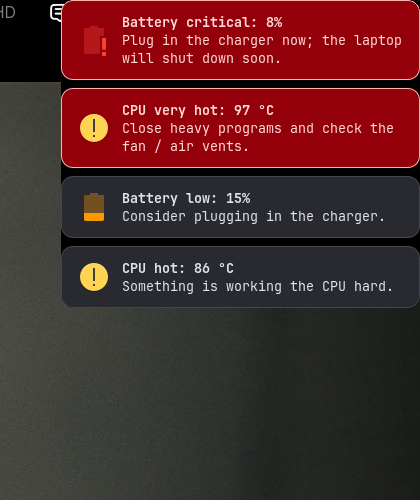 HD
Battery critical: 8%
Plug in the charger now; the laptop
will shut down soon.
CPU very hot: 97 °C
Close heavy programs and check the
fan / air vents.
Battery low: 15%
Consider plugging in the charger.
CPU hot: 86 °C
Something is working the CPU hard.